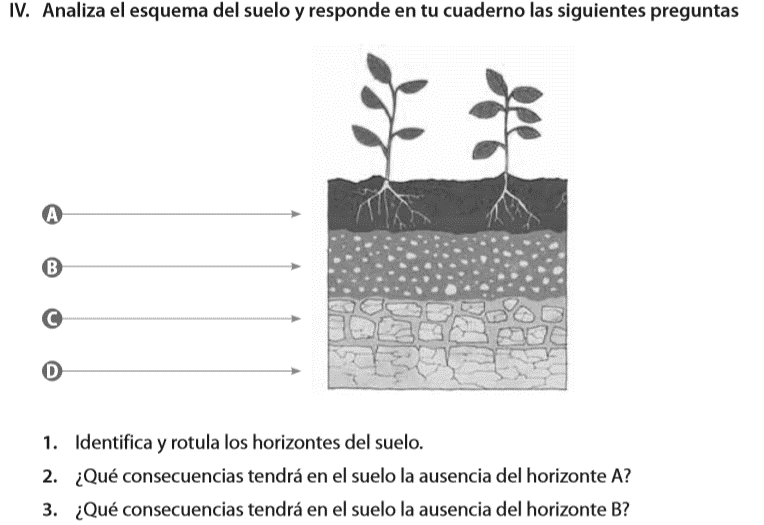 IV. Analiza el esquema del suelo y responde en tu cuaderno las siguientes preguntas
A
B
C
D
1. Identifica y rotula los horizontes del suelo.
2. ¿Qué consecuencias tendrá en el suelo la ausencia del horizonte A?
3. ¿Qué consecuencias tendrá en el suelo la ausencia del horizonte B?